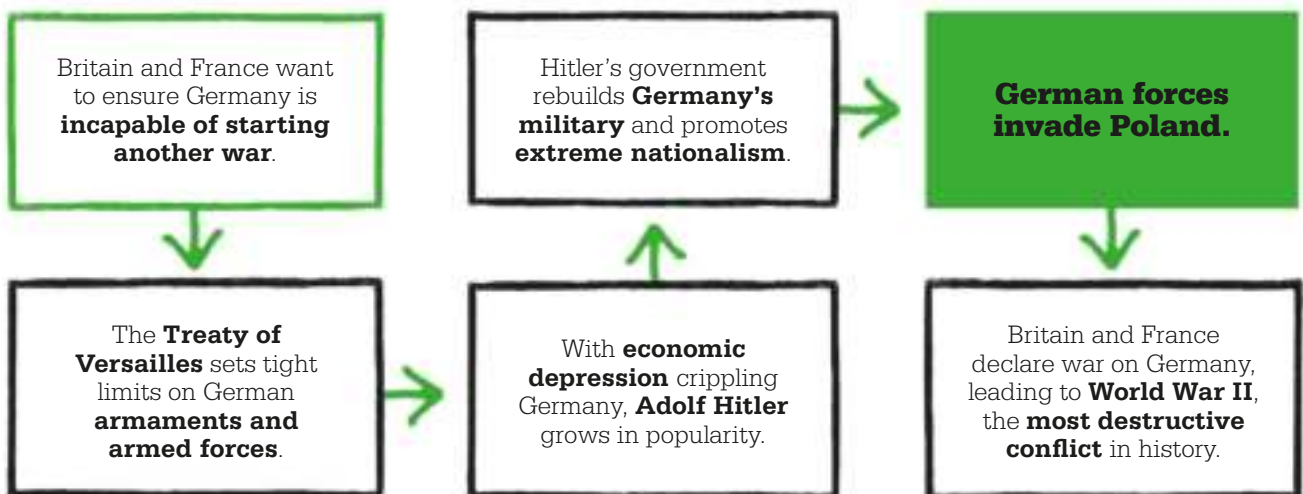 Britain and France want
to ensure Germany is
incapable of starting
another war.
The Treaty of
Versailles sets tight
limits on German
armaments and
armed forces.
With economic
depression crippling
Germany, Adolf Hitler
grows in popularity.
Hitler’s government
rebuilds Germany’s
military and promotes
extreme nationalism.
German forces
invade Poland.
Britain and France
declare war on Germany,
leading to World War II,
the most destructive
conflict in history.